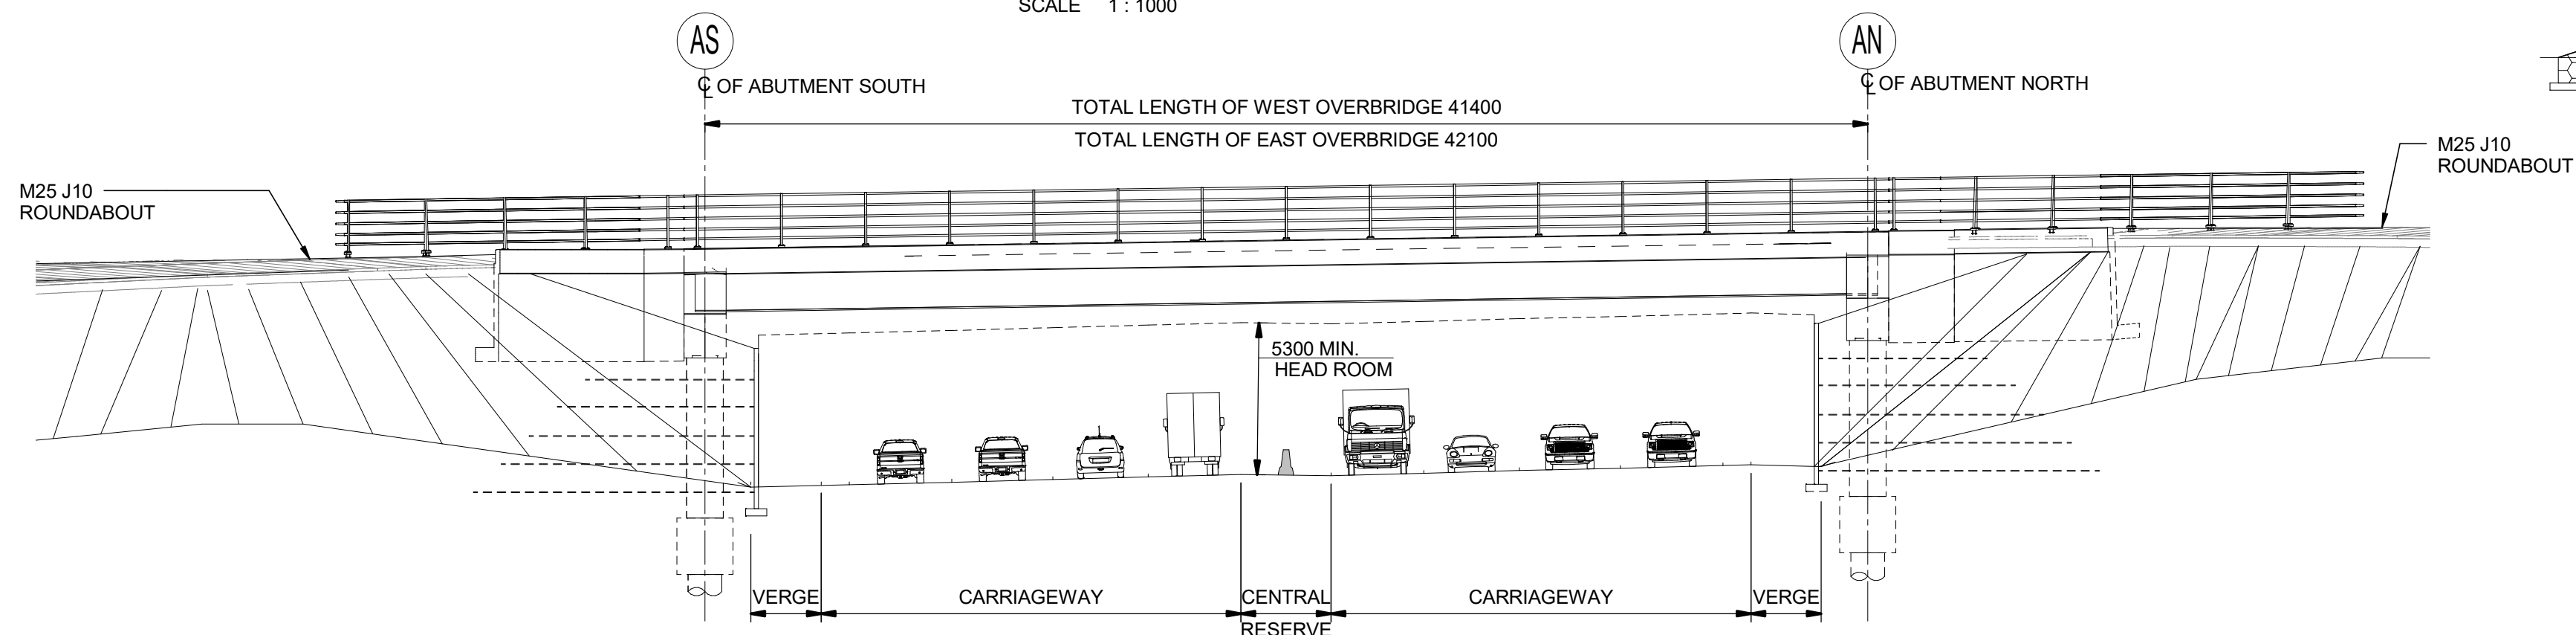 SCALE 1 : 1000
AS
AN
℄ OF ABUTMENT SOUTH
℄ OF ABUTMENT NORTH
TOTAL LENGTH OF WEST OVERBRIDGE 41400
TOTAL LENGTH OF EAST OVERBRIDGE 42100
M25 J10
ROUNDABOUT
M25 J10
ROUNDABOUT
5300 MIN.
HEAD ROOM
VERGE
CARRIAGEWAY
CENTRAL
RESERVE
CARRIAGEWAY
VERGE